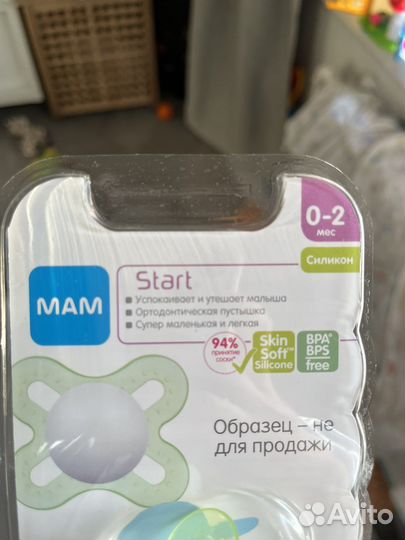 0-2
мес
Силикон
MAM
Start
Успокаивает и утешает малыша
Ортодонтическая пустышка
Супер маленькая и легкая
94%
принятие
соски*
Skin
Soft™
Silicone
BPA*
BPS
free
Образец – не
для продажи
Avito